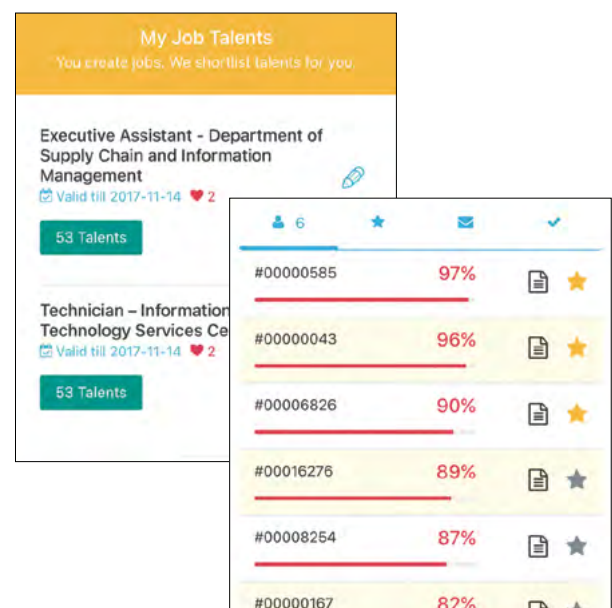 My Job Talents
You create jobs. We shortlist talents for you.
Executive Assistant - Department of
Supply Chain and Information
Management
Valid till 2017-11-14 2
53 Talents
Technician – Information
Technology Services Ce
Valid till 2017-11-14 2
53 Talents
6
#00000585 97%
#00000043 96%
#00006826 90%
#00016276 89%
#00008254 87%
#00000167 82%